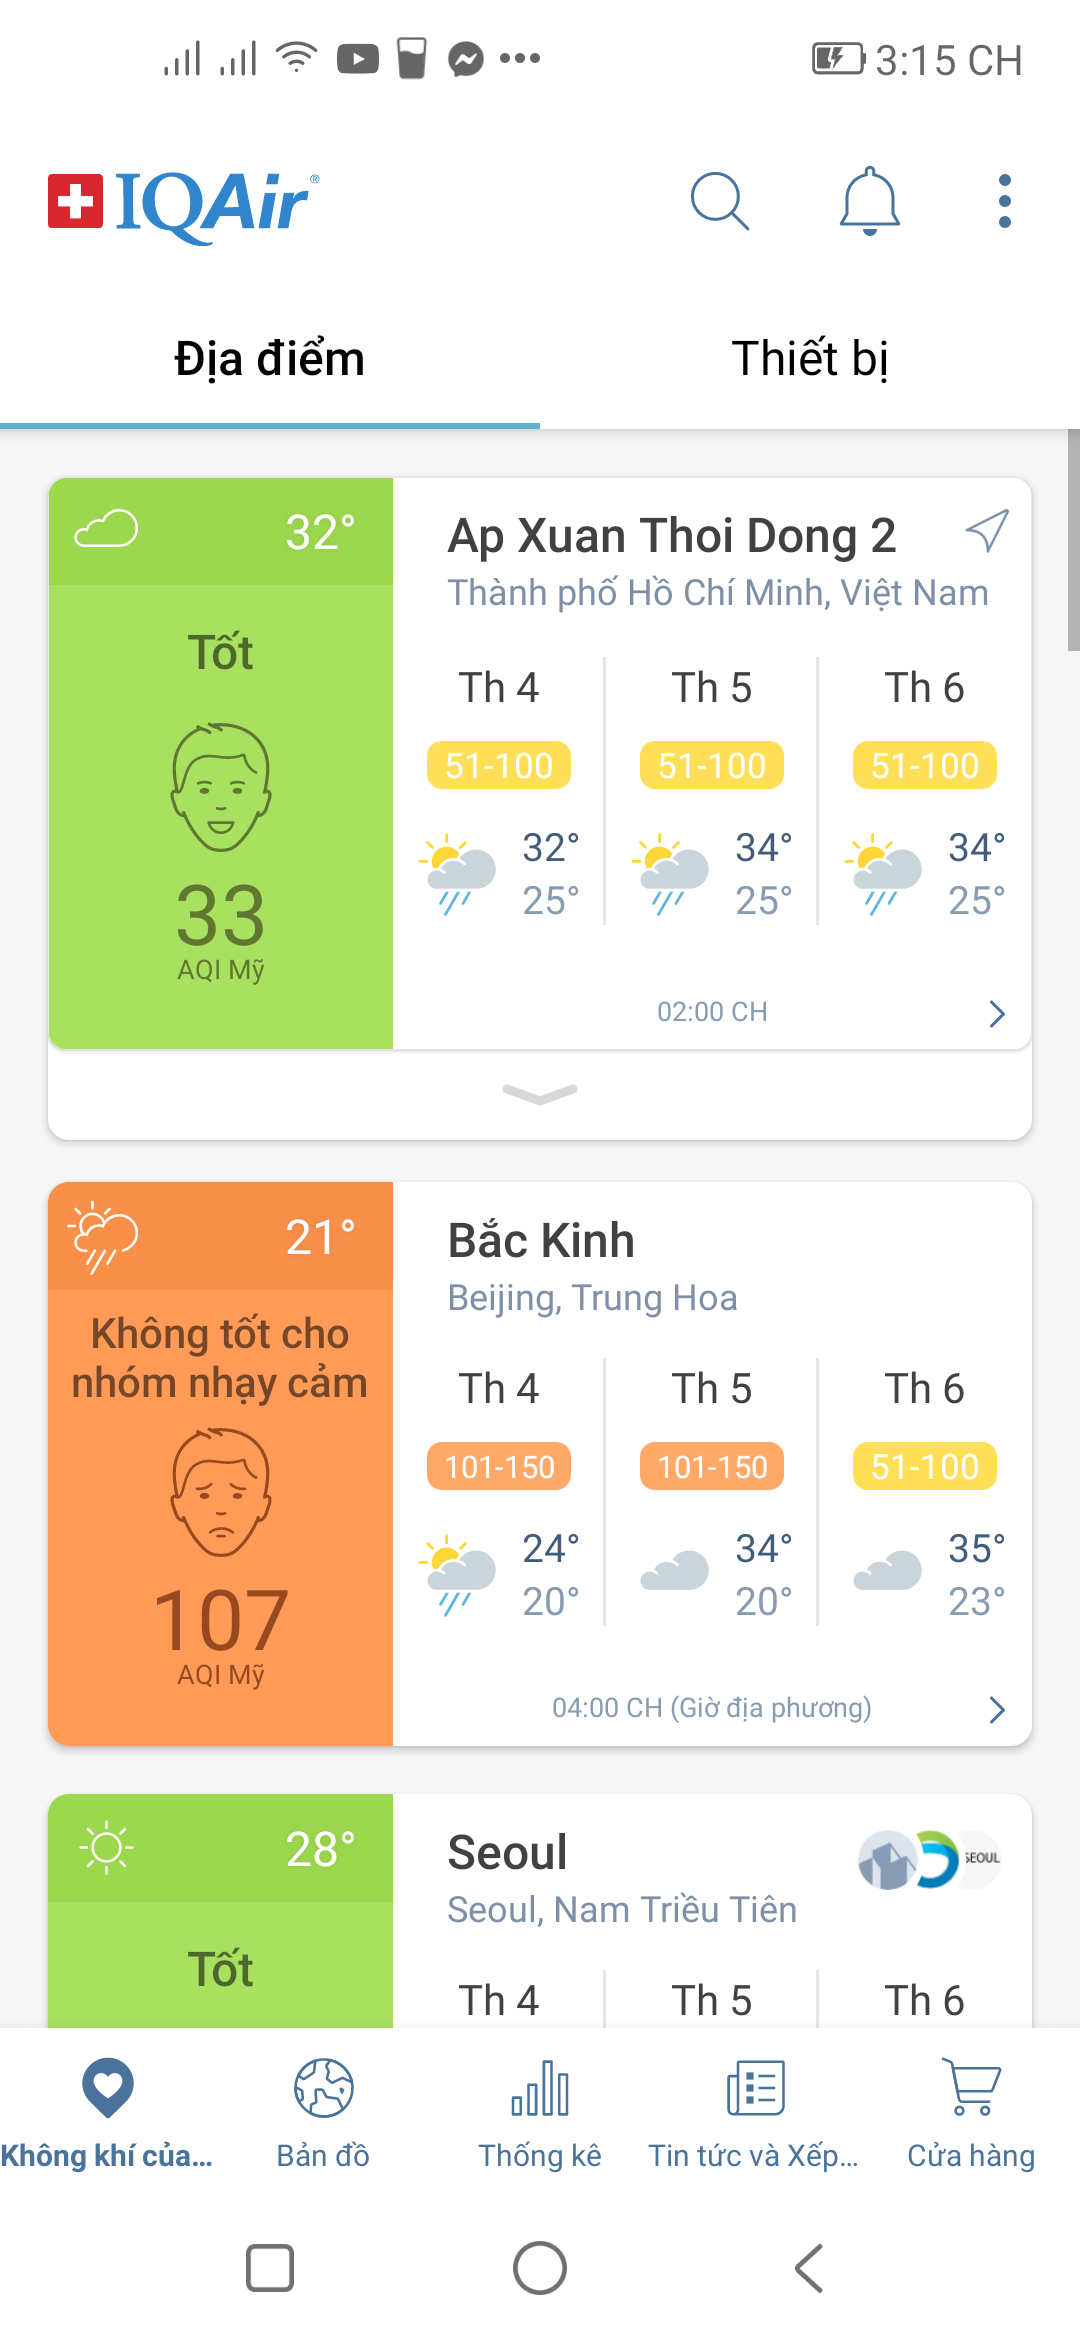 3:15 CH
IQAir®
Địa điểm
Thiết bị
32°
Tốt
33
AQI Mỹ
Ap Xuan Thoi Dong 2
Thành phố Hồ Chí Minh, Việt Nam
Th 4 Th 5 Th 6
51-100 51-100 51-100
32° 34° 34°
25° 25° 25°
02:00 CH
21°
Không tốt cho
nhóm nhạy cảm
107
AQI Mỹ
Bắc Kinh
Beijing, Trung Hoa
Th 4 Th 5 Th 6
101-150 101-150 51-100
24° 34° 35°
20° 20° 23°
04:00 CH (Giờ địa phương)
28°
Tốt
Seoul
SEOUL
Seoul, Nam Triều Tiên
Th 4 Th 5 Th 6
Không khí của... Bản đồ Thống kê Tin tức và Xếp... Cửa hàng